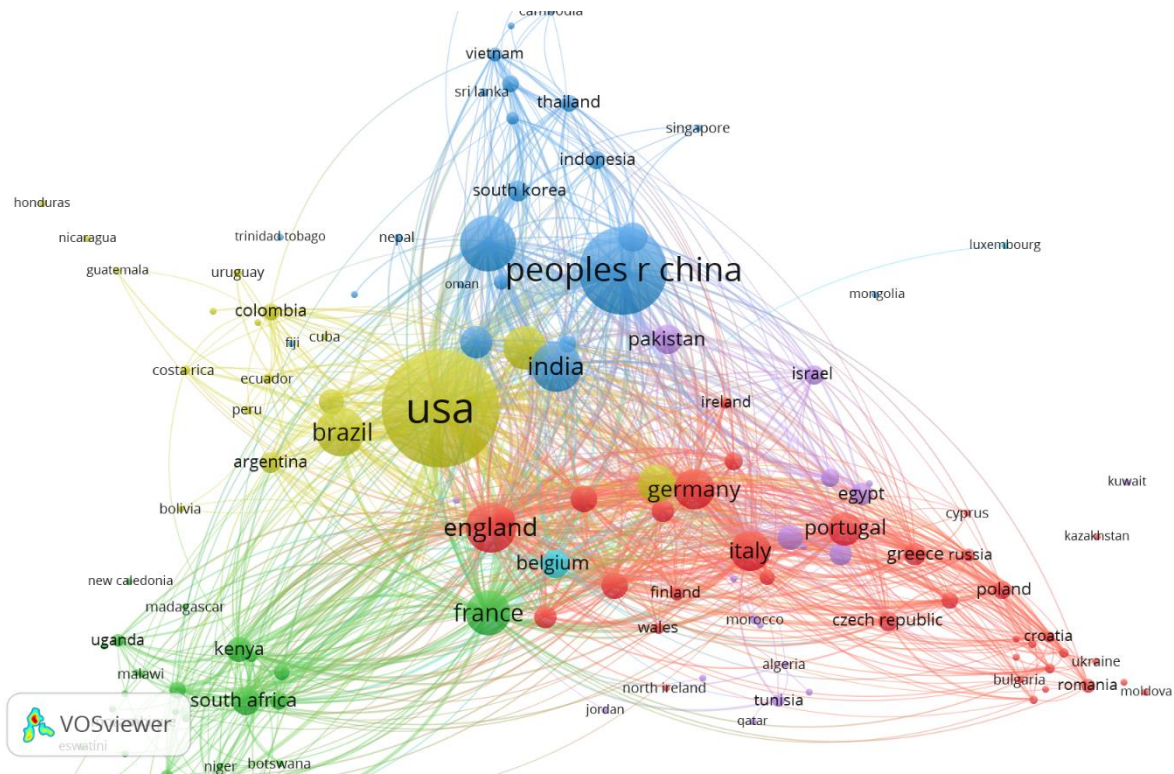 cambodia
vietnam
sri lanka
thailand
singapore
indonesia
south korea
honduras
nicaragua
trinidad tobago
nepal
luxembourg
guatemala
uruguay
oman
peoples r china
mongolia
colombia
fiji
cuba
pakistan
india
costa rica
ecuador
israel
peru
usa
ireland
brazil
argentina
germany
egypt
kuwait
bolivia
england
portugal
cyprus
kazakhstan
italy
greece
russia
belgium
new caledonia
finland
poland
madagascar
france
wales
morocco
czech republic
uganda
kenya
croatia
malawi
algeria
ukraine
south africa
north ireland
tunisia
bulgaria
romania
moldova
jordan
qatar
VOSviewer
eswatini
niger
botswana